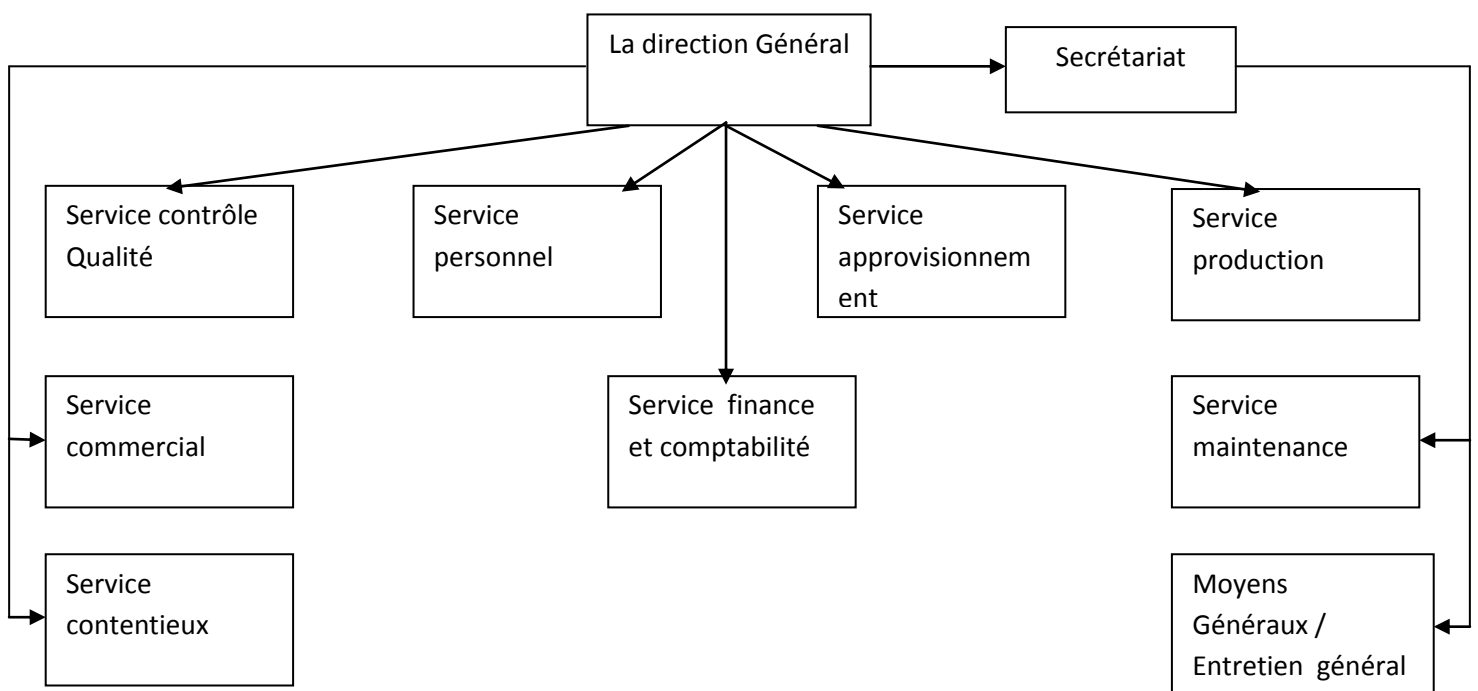 La direction Général
Secrétariat
Service contrôle
Qualité
Service
personnel
Service
approvisionnem
ent
Service
production
Service
commercial
Service finance
et comptabilité
Service
maintenance
Service
contentieux
Moyens
Généraux /
Entretien général